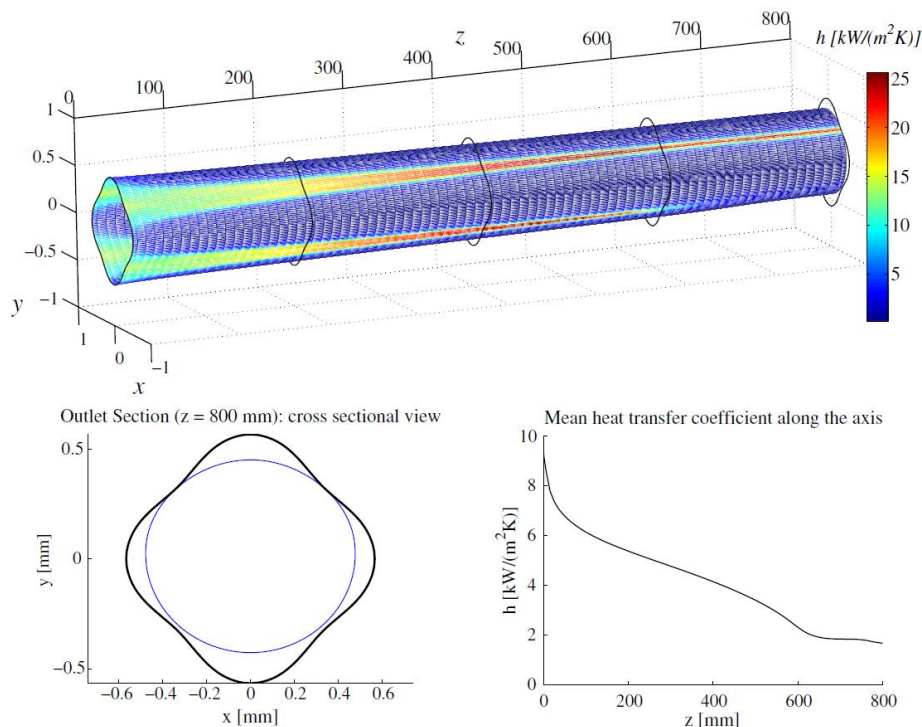 z
0 100 200 300 400 500 600 700 800
h [kW/(m²K]
1
0.5
0
−0.5
−1
y
1
0
−1
x
25
20
15
10
5
Outlet Section (z = 800 mm): cross sectional view
0.5
0
−0.5
y [mm]
−0.6 −0.4 −0.2 0 0.2 0.4 0.6
x [mm]
Mean heat transfer coefficient along the axis
10
8
6
4
2
0
h [kW/(m²K)]
0 200 400 600 800
z [mm]